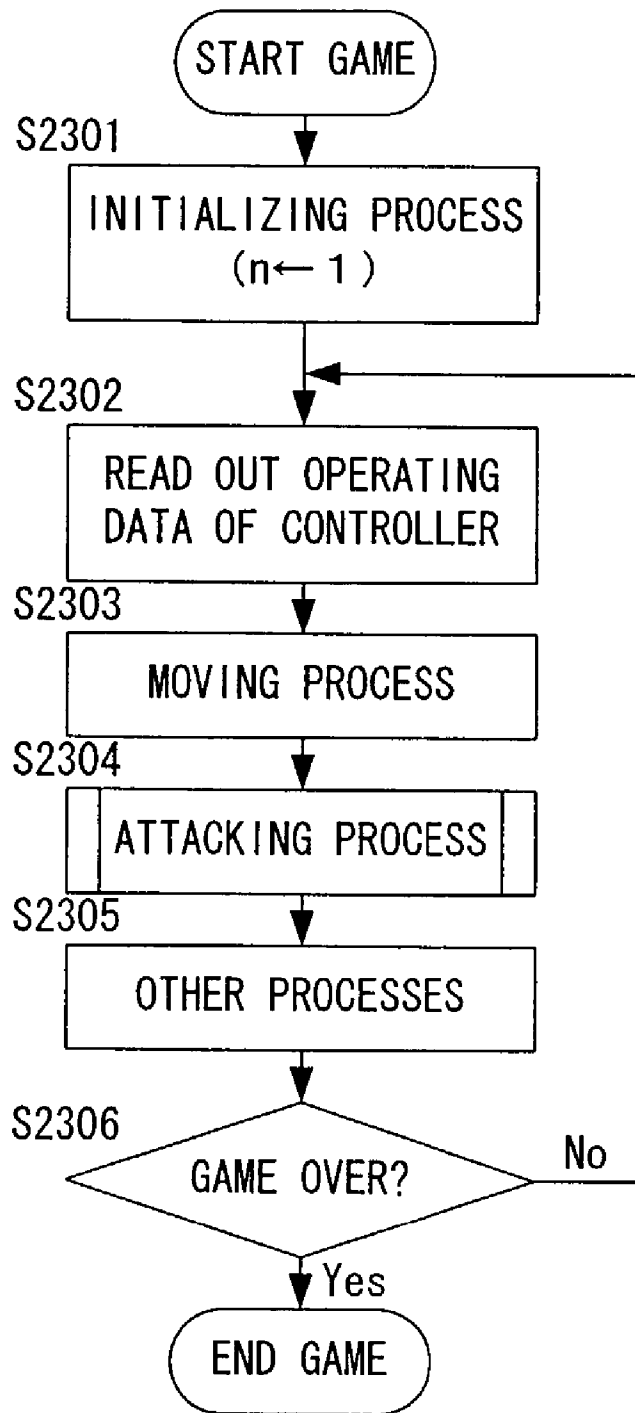 START GAME
S2301
INITIALIZING PROCESS
(n← 1 )
S2302
READ OUT OPERATING
DATA OF CONTROLLER
S2303
MOVING PROCESS
S2304
ATTACKING PROCESS
S2305
OTHER PROCESSES
S2306
GAME OVER?
No
Yes
END GAME